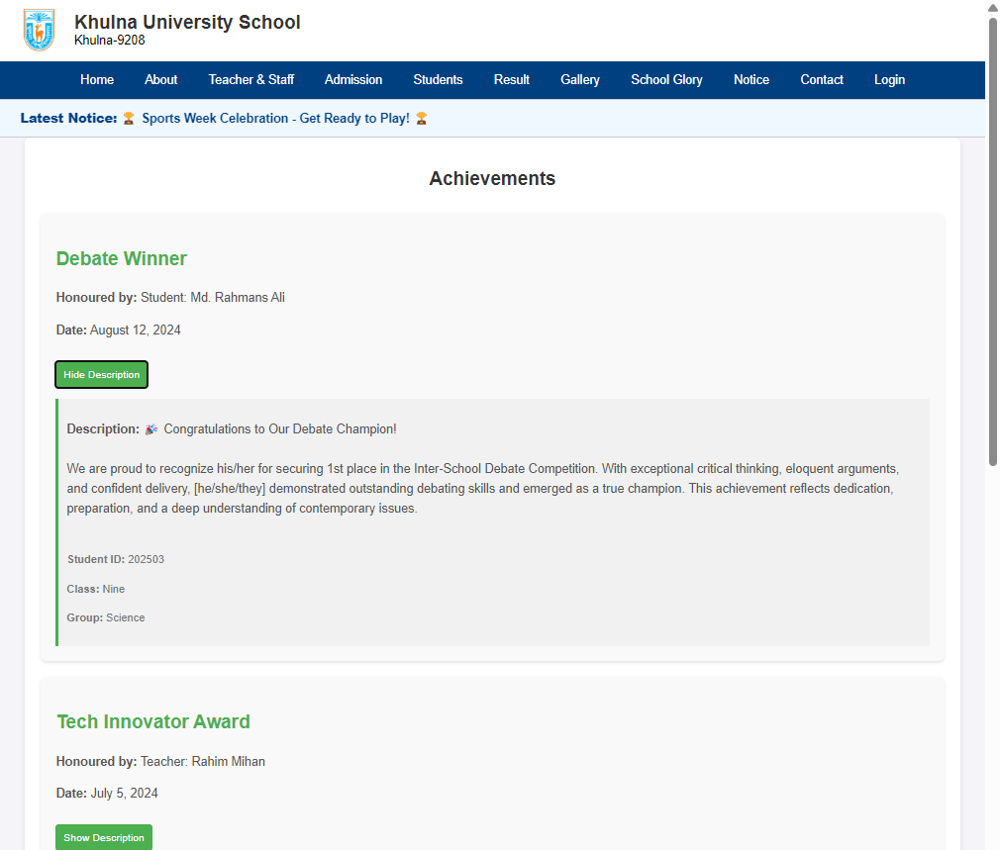 Khulna University School
Khulna-9208
Home About Teacher & Staff Admission Students Result Gallery School Glory Notice Contact Login
Latest Notice: 🏆 Sports Week Celebration - Get Ready to Play! 🏆
Achievements
Debate Winner
Honoured by: Student: Md. Rahmans Ali
Date: August 12, 2024
Hide Description
Description: 🎉 Congratulations to Our Debate Champion!
We are proud to recognize his/her for securing 1st place in the Inter-School Debate Competition. With exceptional critical thinking, eloquent arguments,
and confident delivery, [he/she/they] demonstrated outstanding debating skills and emerged as a true champion. This achievement reflects dedication,
preparation, and a deep understanding of contemporary issues.
Student ID: 202503
Class: Nine
Group: Science
Tech Innovator Award
Honoured by: Teacher: Rahim Mihan
Date: July 5, 2024
Show Description